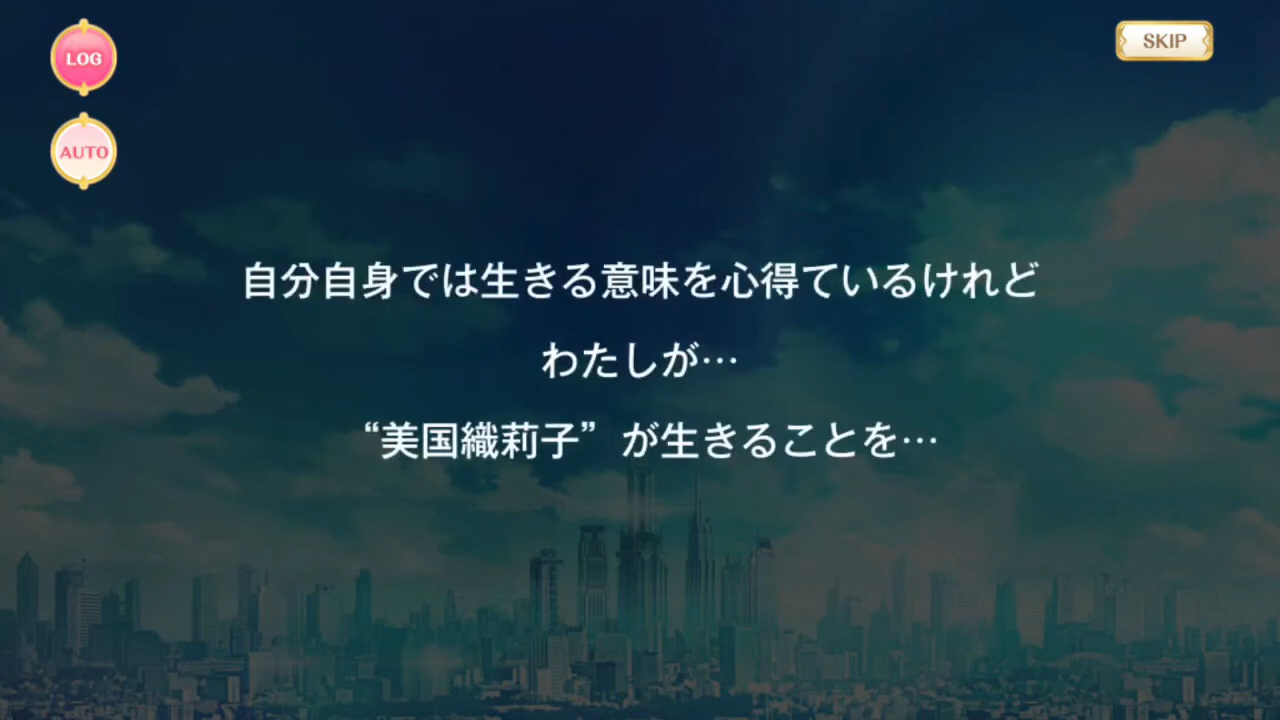 LOG
SKIP
AUTO
自分自身では生きる意味を心得ているけれど
わたしが…
“美国織莉子”が生きることを…